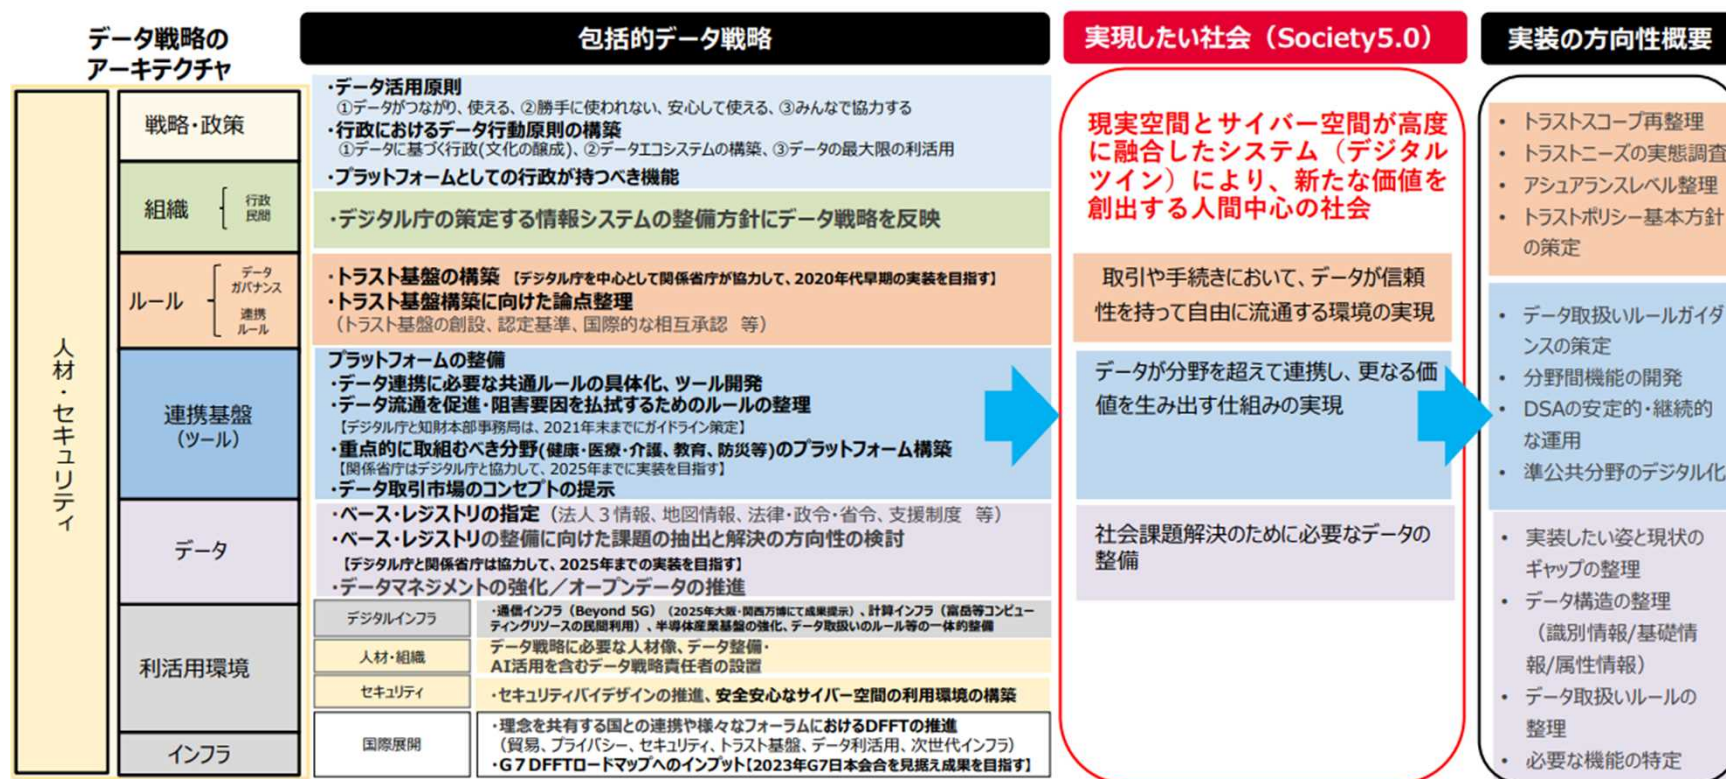 データ戦略の
アーキテクチャ
包括的データ戦略
実現したい社会（Society5.0）
実装の方向性概要
人材・セキュリティ
戦略・政策
組織
行政
民間
ルール
データ
ガバナンス
連携
ルール
連携基盤
（ツール）
データ
利活用環境
インフラ
・データ活用原則
①データがつながり、使える、②勝手に使われない、安心して使える、③みんなで協力する
・行政におけるデータ行動原則の構築
①データに基づく行政(文化の醸成)、②データエコシステムの構築、③データの最大限の利活用
・プラットフォームとしての行政が持つべき機能
・デジタル庁の策定する情報システムの整備方針にデータ戦略を反映
・トラスト基盤の構築【デジタル庁を中心として関係省庁が協力して、2020年代早期の実装を目指す】
・トラスト基盤構築に向けた論点整理
（トラスト基盤の創設、認定基準、国際的な相互承認 等）
プラットフォームの整備
・データ連携に必要な共通ルールの具体化、ツール開発
・データ流通を促進・阻害要因を払拭するためのルールの整理
【デジタル庁と知財本部事務局は、2021年末までにガイドライン策定】
・重点的に取組むべき分野(健康・医療・介護、教育、防災等)のプラットフォーム構築
【関係省庁はデジタル庁と協力して、2025年までに実装を目指す】
・データ取引市場のコンセプトの提示
・ベース・レジストリの指定（法人３情報、地図情報、法律・政令・省令、支援制度 等）
・ベース・レジストリの整備に向けた課題の抽出と解決の方向性の検討
【デジタル庁と関係省庁は協力して、2025年までの実装を目指す】
・データマネジメントの強化／オープンデータの推進
デジタルインフラ
・通信インフラ（Beyond 5G）（2025年大阪・関西万博にて成果提示）、計算インフラ（富岳等コンピュー
ティングリソースの民間利用）、半導体産業基盤の強化、データ取扱いのルール等の一体的整備
人材・組織
データ戦略に必要な人材像、データ整備・
AI活用を含むデータ戦略責任者の設置
セキュリティ
・セキュリティバイデザインの推進、安全安心なサイバー空間の利用環境の構築
国際展開
・理念を共有する国との連携や様々なフォーラムにおけるDFFTの推進
（貿易、プライバシー、セキュリティ、トラスト基盤、データ利活用、次世代インフラ）
・G７DFFTロードマップへのインプット【2023年G7日本会合を見据え成果を目指す】
現実空間とサイバー空間が高度
に融合したシステム（デジタル
ツイン）により、新たな価値を
創出する人間中心の社会
取引や手続きにおいて、データが信頼
性を持って自由に流通する環境の実現
データが分野を超えて連携し、更なる価
値を生み出す仕組みの実現
社会課題解決のために必要なデータの
整備
• トラストスコープ再整理
• トラストニーズの実態調査
• アシュアランスレベル整理
• トラストポリシー基本方針
の策定
• データ取扱いルールガイダ
ンスの策定
• 分野間機能の開発
• DSAの安定的・継続的
な運用
• 準公共分野のデジタル化
• 実装したい姿と現状の
ギャップの整理
• データ構造の整理
（識別情報/基礎情
報/属性情報）
• データ取扱いルールの
整理
• 必要な機能の特定